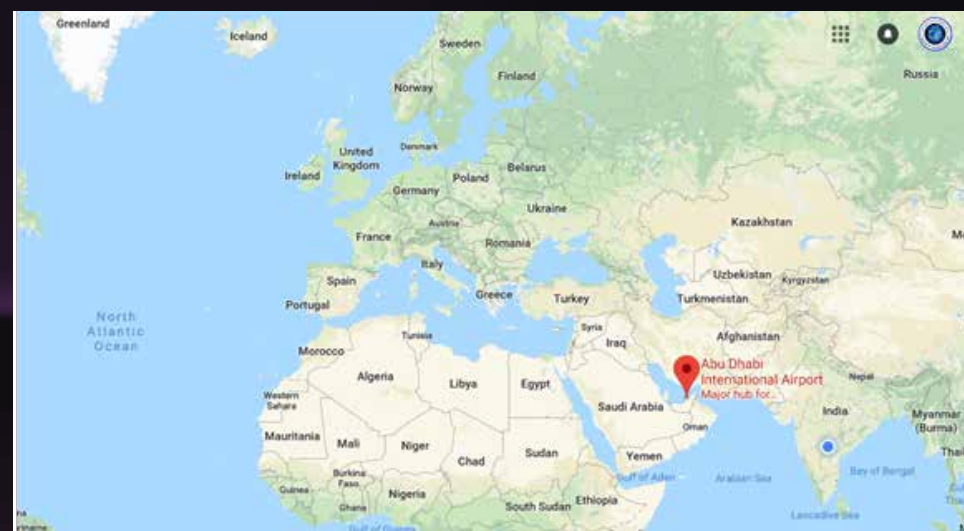 Greenland
Iceland
Sweden
Finland
Russia
Norway
United
Kingdom
Denmark
Ireland
Belarus
Poland
Germany
Ukraine
Austria
Kazakhstan
France
Romania
Italy
Uzbekistan
Kyrgyzstan
Spain
Greece
Turkey
Turkmenistan
Portugal
North
Atlantic
Ocean
Syria
Tunisia
Iraq
Afghanistan
Morocco
Abu Dhabi
International Airport
Major hub for...
Algeria
Libya
Egypt
Nepal
Western
Sahara
Saudi Arabia
India
Myanmar
(Burma)
Oman
Mauritania
Mali
Niger
Chad
Sudan
Yemen
Thai
Gulf of Aden
Arabian Sea
Bay of Bengal
Burkina
Faso
Guinea
Nigeria
Ghana
South Sudan
Ethiopia
Laccadive Sea
Gulf of Guinea